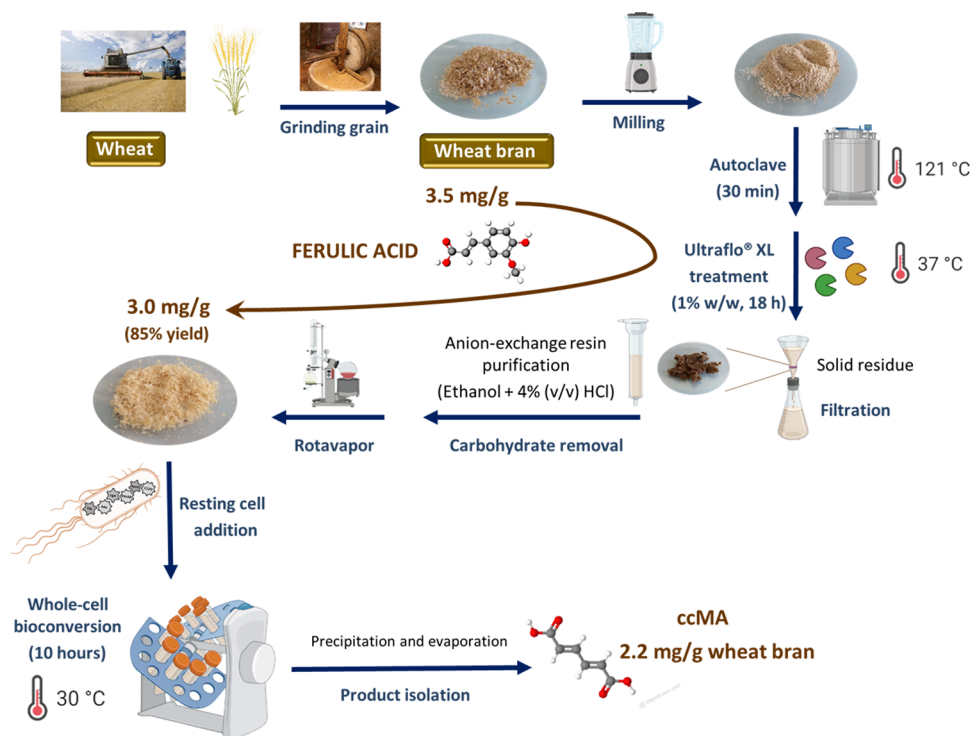 Wheat
Grinding grain
Wheat bran
Milling
Autoclave
(30 min)
121 °C
3.5 mg/g
FERULIC ACID
Ultraflo® XL
treatment
(1% w/w, 18 h)
37 °C
3.0 mg/g
(85% yield)
Anion-exchange resin
purification
(Ethanol + 4% (v/v) HCl)
Solid residue
Filtration
Carbohydrate removal
Rotavapor
Resting cell
addition
Whole-cell
bioconversion
(10 hours)
30 °C
Precipitation and evaporation
Product isolation
ccMA
2.2 mg/g wheat bran